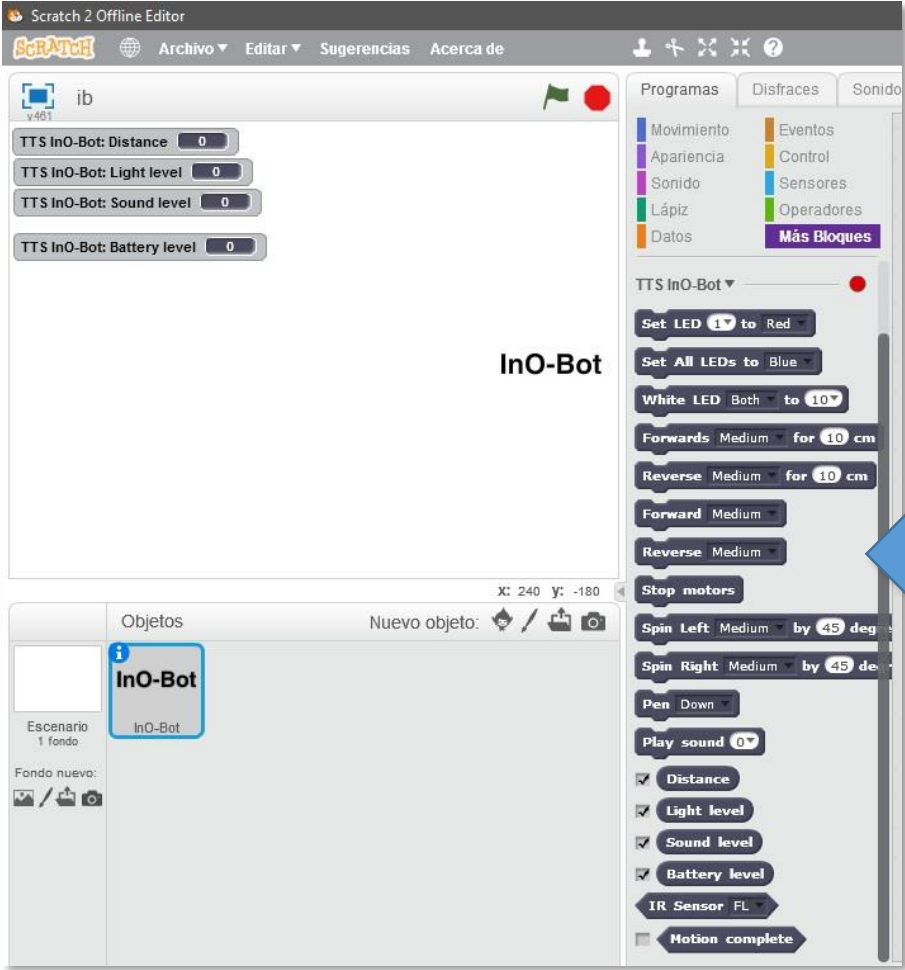 Scratch 2 Offline Editor
SCRATCH Archivo Editar Sugerencias Acerca de
v461
ib
TTS InO-Bot: Distance 0
TTS InO-Bot: Light level 0
TTS InO-Bot: Sound level 0
TTS InO-Bot: Battery level 0
InO-Bot
X: 240 Y: -180
Objetos Nuevo objeto:
Escenario
1 fondo
Fondo nuevo:
InO-Bot
InO-Bot
Programas Disfraces Sonido
Movimiento Eventos
Apariencia Control
Sonido Sensores
Lápiz Operadores
Datos Más Bloques
TTS InO-Bot
Set LED 1 to Red
Set All LEDs to Blue
White LED Both to 10
Forwards Medium for 10 cm
Reverse Medium for 10 cm
Forward Medium
Reverse Medium
Stop motors
Spin Left Medium by 45 deg
Spin Right Medium by 45 de
Pen Down
Play sound 0
Distance
Light level
Sound level
Battery level
IR Sensor FL
Motion complete